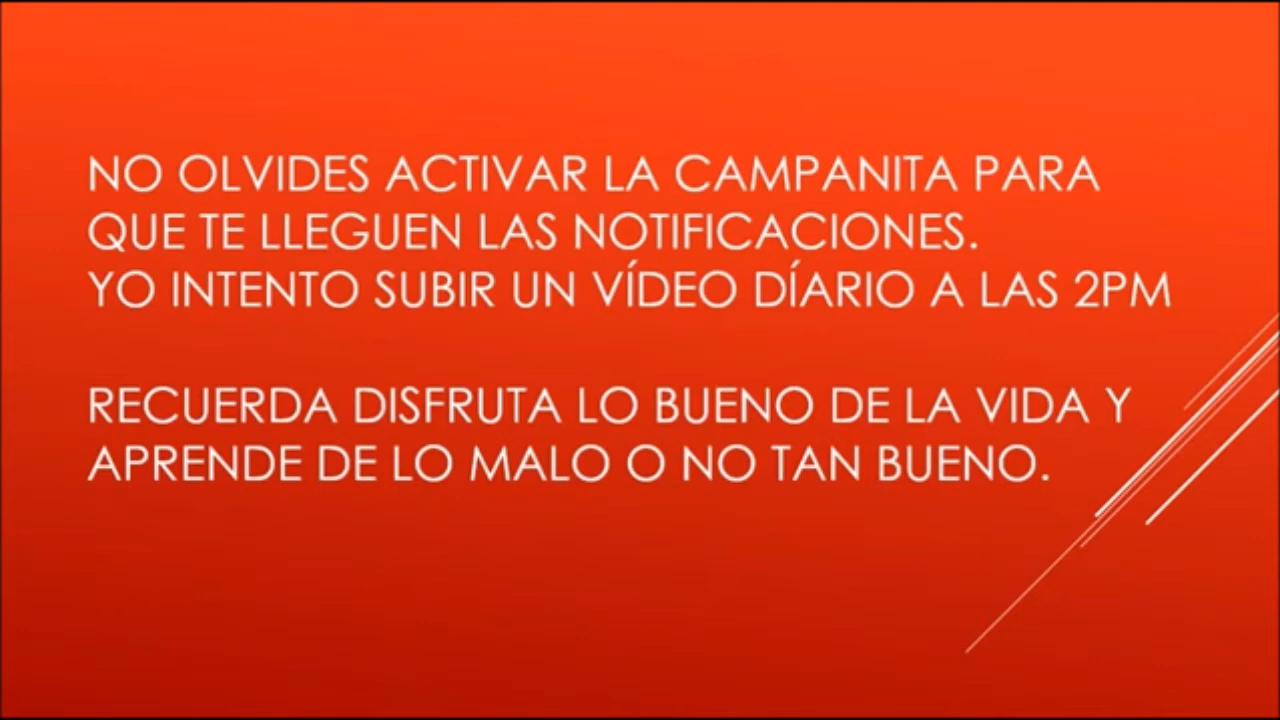 NO OLVIDES ACTIVAR LA CAMPANITA PARA
QUE TE LLEGUEN LAS NOTIFICACIONES.
YO INTENTO SUBIR UN VÍDEO DÍARIO A LAS 2PM
RECUERDA DISFRUTA LO BUENO DE LA VIDA Y
APRENDE DE LO MALO O NO TAN BUENO.